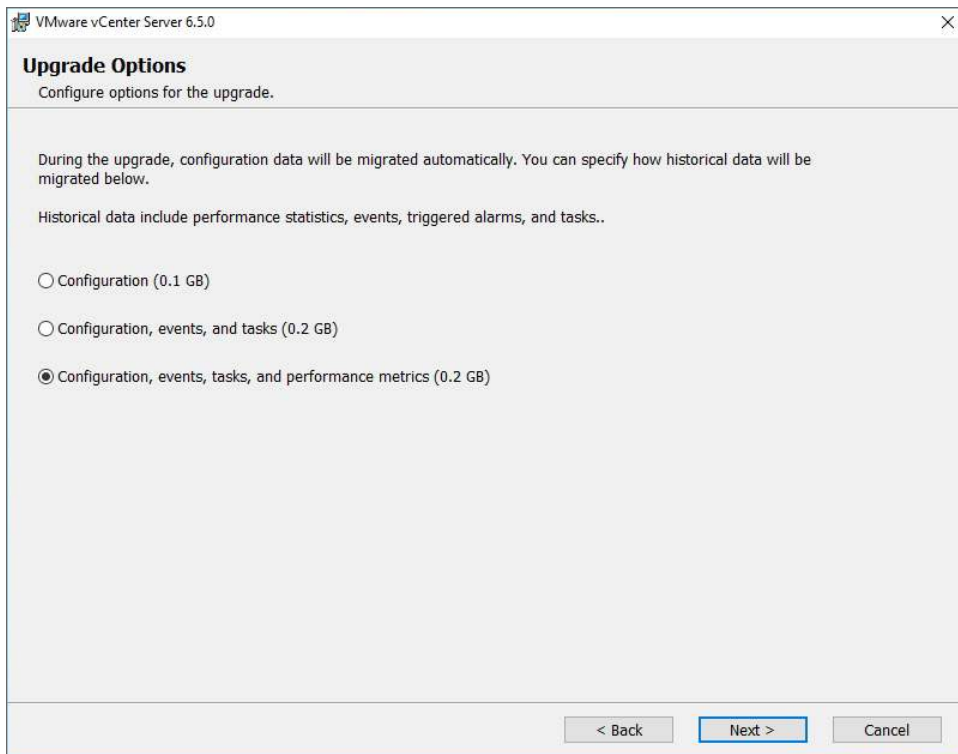 VMware vCenter Server 6.5.0
Upgrade Options
Configure options for the upgrade.
During the upgrade, configuration data will be migrated automatically. You can specify how historical data will be
migrated below.
Historical data include performance statistics, events, triggered alarms, and tasks..
Configuration (0.1 GB)
Configuration, events, and tasks (0.2 GB)
Configuration, events, tasks, and performance metrics (0.2 GB)
< Back Next > Cancel